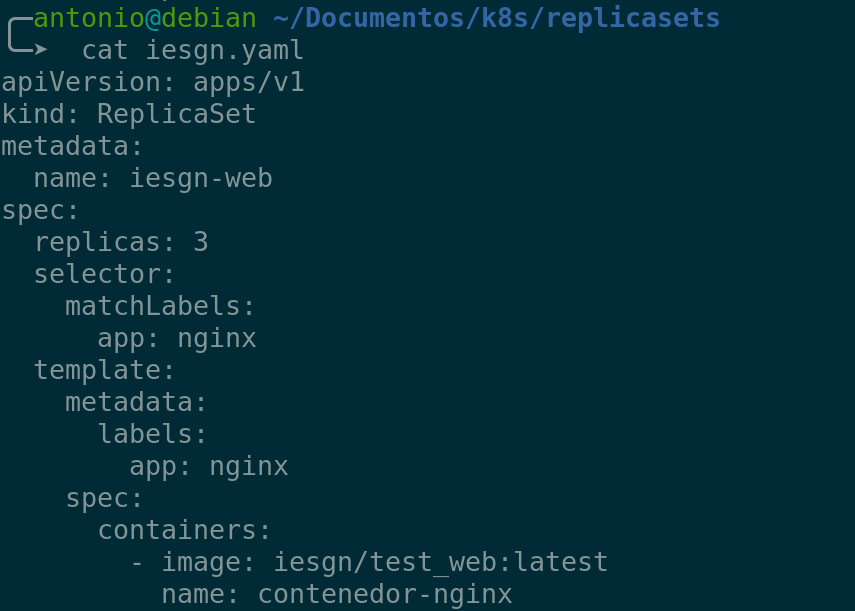 antonio@debian ~/Documentos/k8s/replicasets
➤  cat iesgn.yaml
apiVersion: apps/v1
kind: ReplicaSet
metadata:
  name: iesgn-web
spec:
  replicas: 3
  selector:
    matchLabels:
      app: nginx
  template:
    metadata:
      labels:
        app: nginx
    spec:
      containers:
        - image: iesgn/test_web:latest
          name: contenedor-nginx